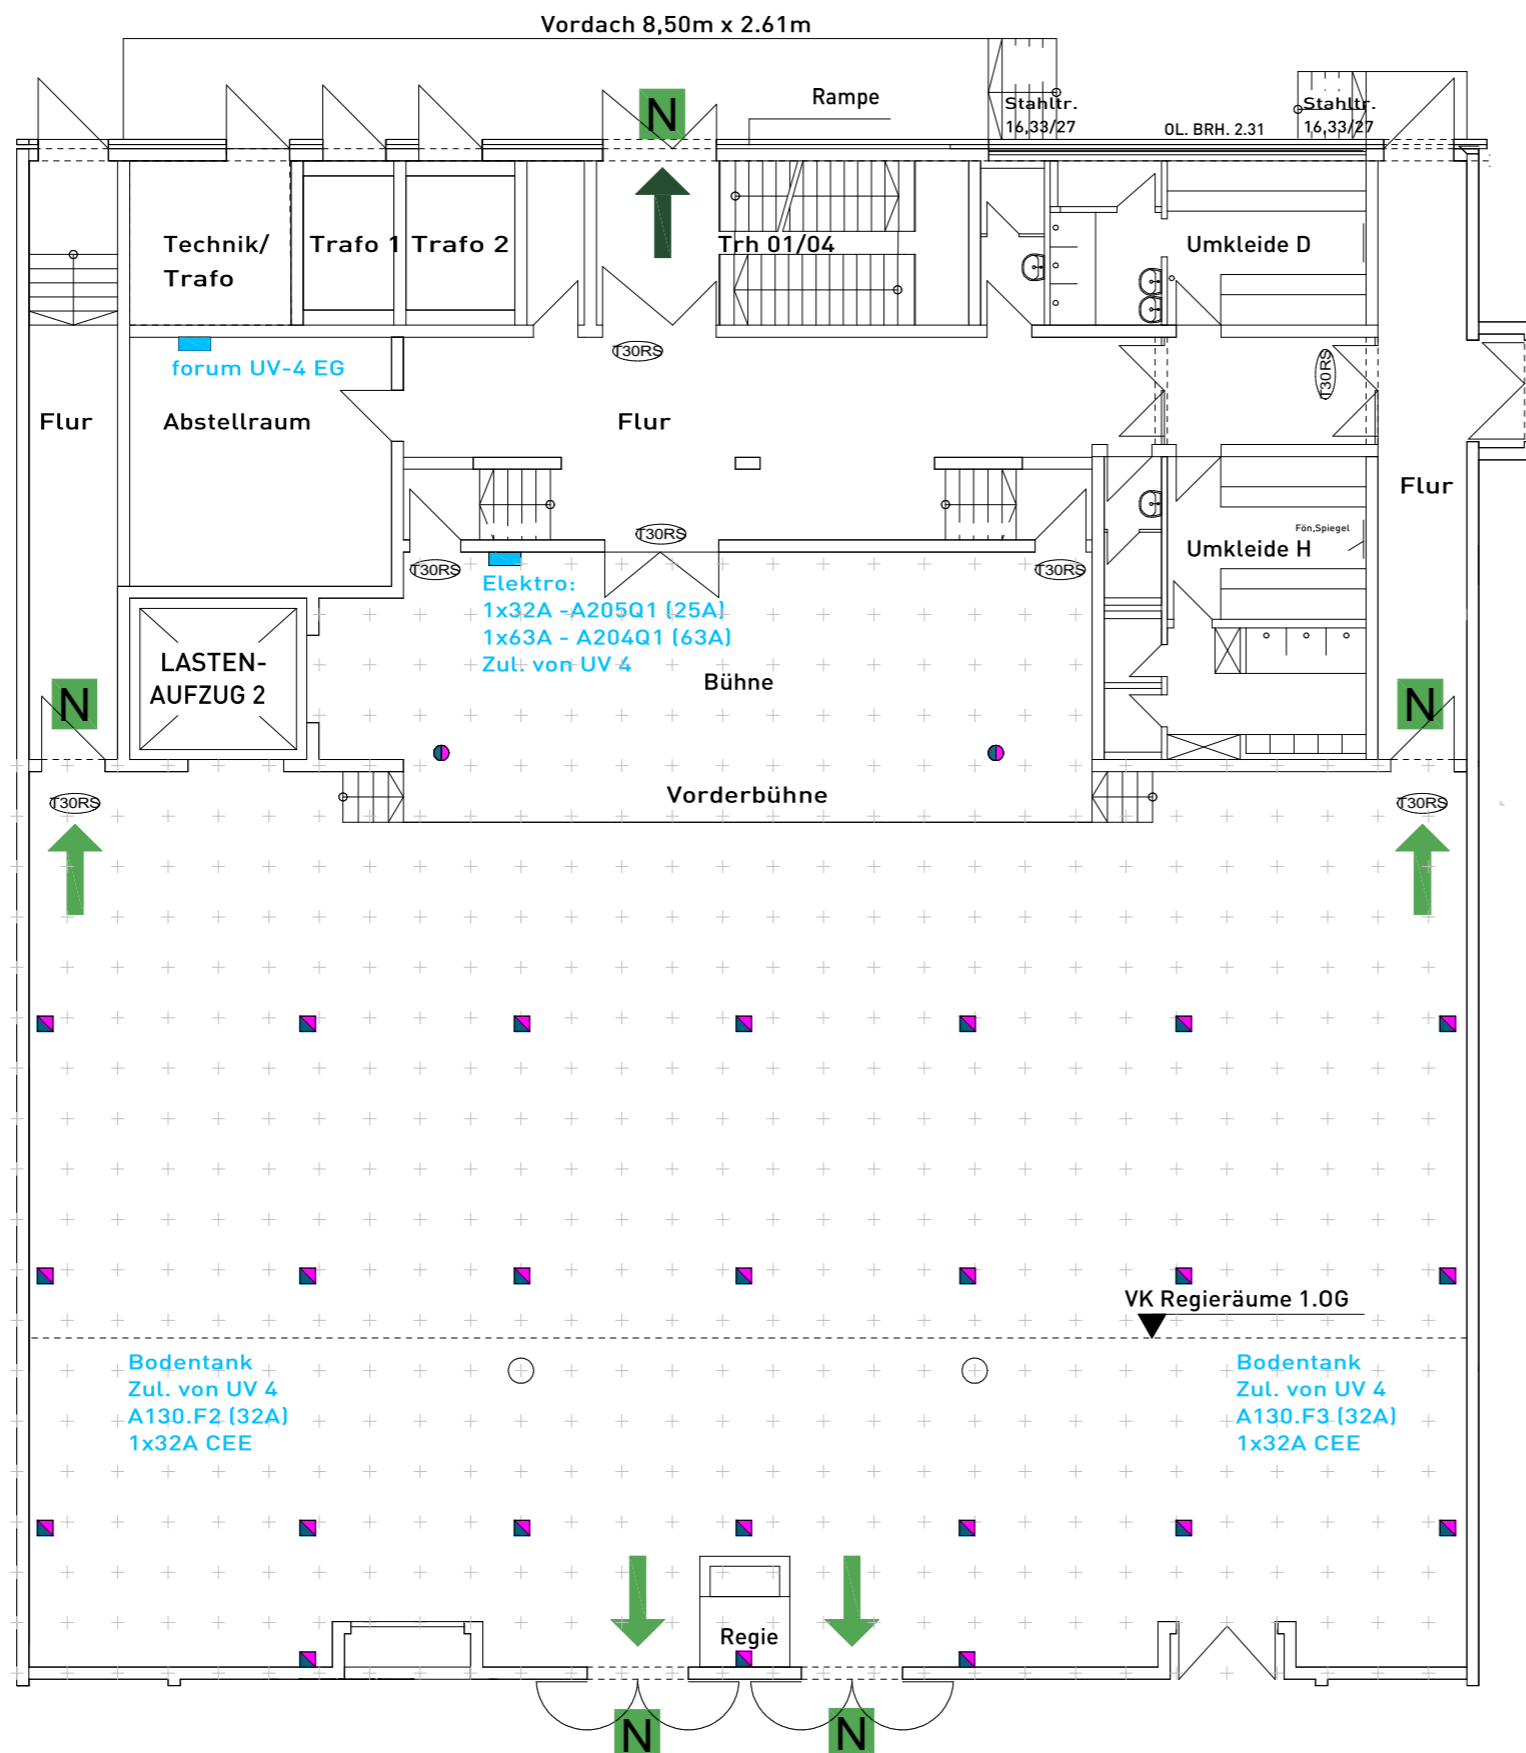 Vordach 8,50m x 2.61m
N
Rampe
Stahltr.
16,33/27
OL. BRH. 2.31
Stahltr.
16,33/27
Technik/
Trafo
Trafo 1
Trafo 2
Trh 01/04
Umkleide D
T30RS
T30RS
forum UV-4 EG
Flur
Abstellraum
Flur
Flur
Fön,Spiegel
Umkleide H
T30RS
T30RS
T30RS
Elektro:
1x32A -A205Q1 (25A)
1x63A - A204Q1 (63A)
Zul. von UV 4
LASTEN-
AUFZUG 2
Bühne
N
N
Vorderbühne
T30RS
T30RS
VK Regieräume 1.OG
Bodentank
Zul. von UV 4
A130.F2 (32A)
1x32A CEE
Bodentank
Zul. von UV 4
A130.F3 (32A)
1x32A CEE
Regie
N
N